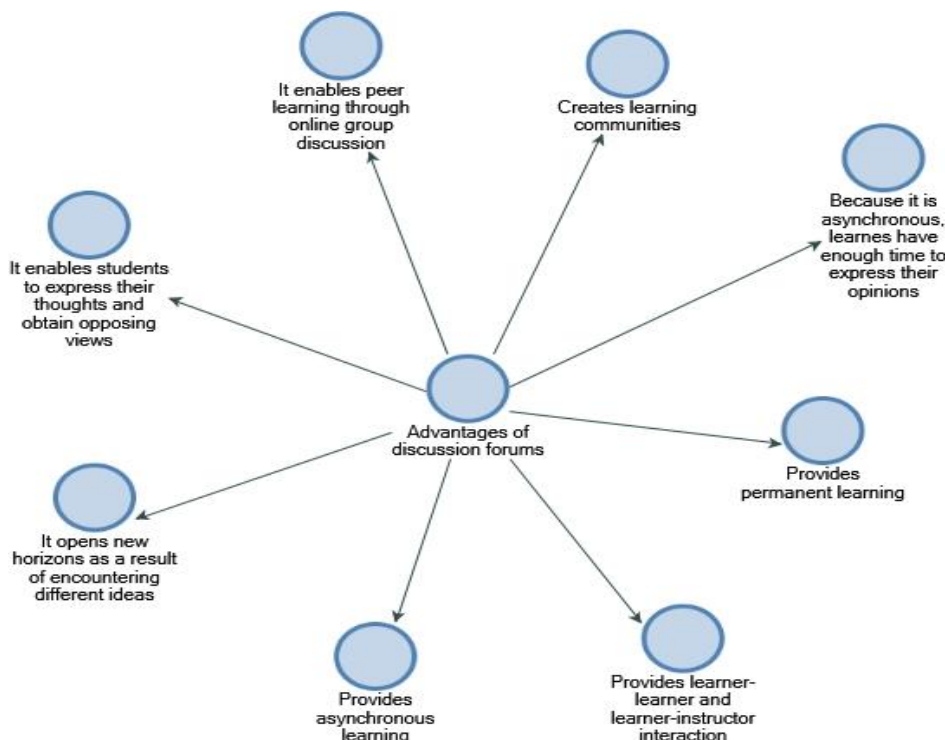 It enables peer
learning through
online group
discussion
Creates learning
communities
Because it is
asynchronous,
learnes have
enough time to
express their
opinions
It enables students
to express their
thoughts and
obtain opposing
views
Advantages of
discussion forums
Provides
permanent learning
It opens new
horizons as a result
of encountering
different ideas
Provides
asynchronous
learning
Provides learner-
learner and
learner-instructor
interaction